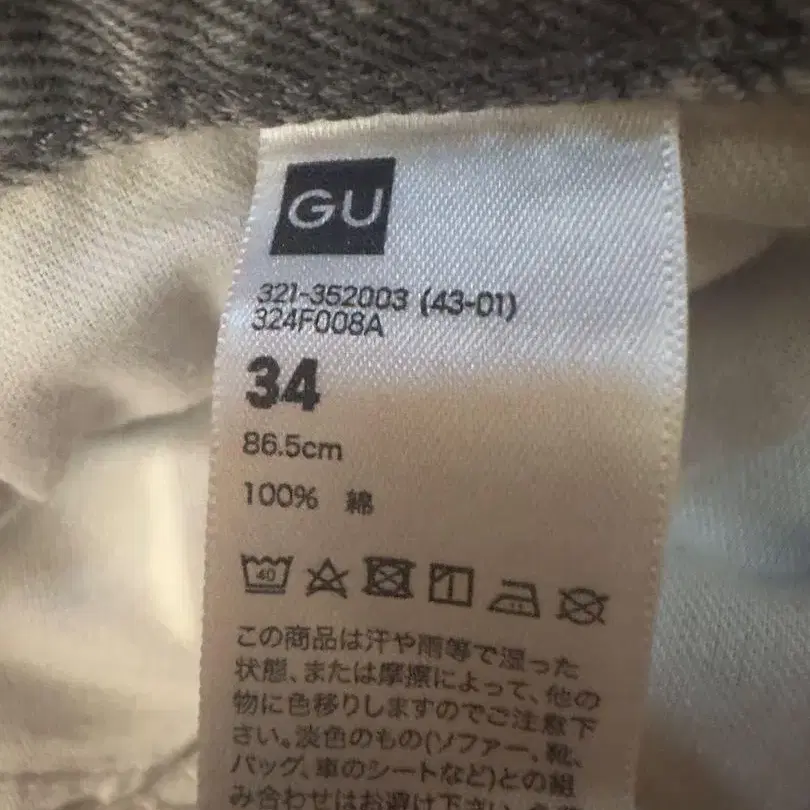 GU
321-352003 (43-01)
324F008A
34
86.5cm
100% 綿
40
この商品は汗や雨等で湿った
状態、または摩擦によって、他の
物に色移りしますのでご注意下
さい。淡色のもの(ソファー、靴、
バッグ、車のシートなど)との組
み合わせはお避け下さい。